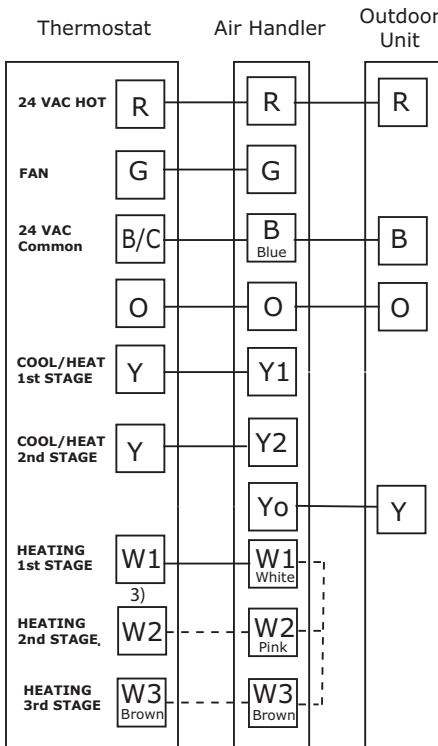 Thermostat Air Handler Outdoor
Unit
24 VAC HOT R R R
FAN G G
24 VAC
Common B/C B B
Blue
O O O
COOL/HEAT
1st STAGE Y Y1
COOL/HEAT
2nd STAGE Y Y2
Yo Y
HEATING
1st STAGE W1 W1
White
3)
HEATING
2nd STAGE. W2 W2
Pink
HEATING
3rd STAGE W3 W3
Brown Brown